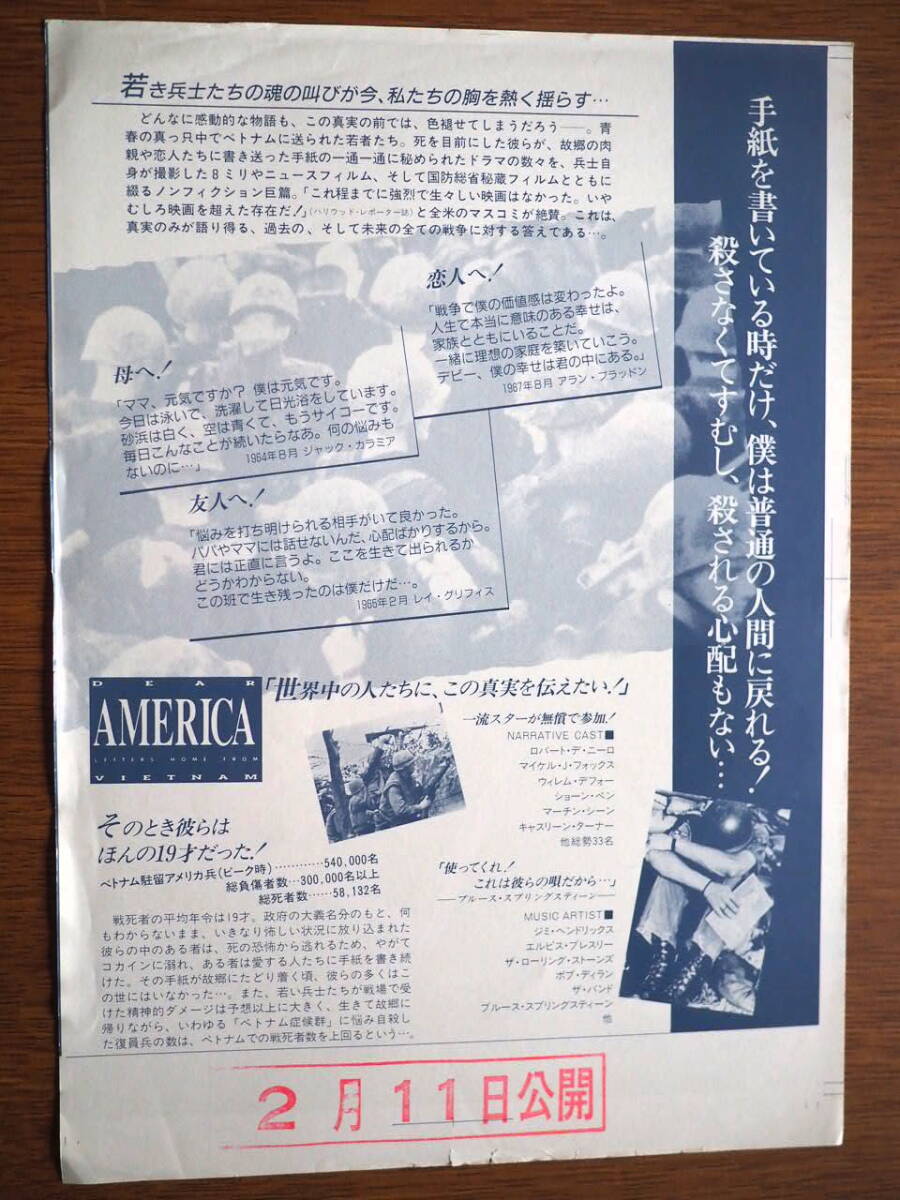 手紙を書いている時だけ、僕は普通の人間に戻れる!
殺さなくてすむし、殺される心配もない…
若き兵士たちの魂の叫びが今、私たちの胸を熱く揺らす…
どんなに感動的な物語も、この真実の前では、色褪せてしまうだろう——。青
春の真っ只中でベトナムに送られた若者たち。死を目前にした彼らが、故郷の肉
親や恋人たちに書き送った手紙の一通一通に秘められたドラマの数々を、兵士自
身が撮影した8ミリやニュースフィルム、そして国防総省秘蔵フィルムとともに
綴るノンフィクション巨篇。「これ程までに強烈で生々しい映画はなかった。いや
むしろ映画を超えた存在だ!」(ハリウッド・レポーター誌)と全米のマスコミが絶賛。これは、
真実のみが語り得る、過去の、そして未来の全ての戦争に対する答えである…。
恋人へ!
「戦争で僕の価値感は変わったよ。
人生で本当に意味のある幸せは、
家族とともにいることだ。
一緒に理想の家庭を築いていこう。
デビー、僕の幸せは君の中にある。」
1967年8月 アラン・ブラッドン
母へ!
「ママ、元気ですか? 僕は元気です。
今日は泳いで、洗濯して日光浴をしています。
砂浜は白く、空は青くて、もうサイコーです。
毎日こんなことが続いたらなあ。何の悩みも
ないのに…」
1964年8月 ジャック・カラミア
友人へ!
「悩みを打ち明けられる相手がいて良かった。
パパやママには話せないんだ、心配ばかりするから。
君には正直に言うよ。ここを生きて出られるか
どうかわからない。
この班で生き残ったのは僕だけだ…。
1966年2月 レイ・グリフィス
DEAR
AMERICA
LETTERS HOME FROM
VIETNAM
「世界中の人たちに、この真実を伝えたい!」
一流スターが無償で参加!
NARRATIVE CAST■
ロバート・デ・ニーロ
マイケル・J・フォックス
ウィレム・デフォー
ショーン・ペン
マーチン・シーン
キャスリーン・ターナー
他総勢33名
「使ってくれ!
これは彼らの唄だから…」
——ブルース・スプリングスティーン——
MUSIC ARTIST■
ジミ・ヘンドリックス
エルビス・プレスリー
ザ・ローリング・ストーンズ
ボブ・ディラン
ザ・バンド
ブルース・スプリングスティーン
他
そのとき彼らは
ほんの19才だった!
ベトナム駐留アメリカ兵(ピーク時)…………540,000名
総負傷者数…300,000名以上
総死者数……58,132名
戦死者の平均年令は19才。政府の大義名分のもと、何
もわからないまま、いきなり怖しい状況に放り込まれた
彼らの中のある者は、死の恐怖から逃れるため、やがて
コカインに溺れ、ある者は愛する人たちに手紙を書き続
けた。その手紙が故郷にたどり着く頃、彼らの多くはこ
の世にはいなかった…。また、若い兵士たちが戦場で受
けた精神的ダメージは予想以上に大きく、生きて故郷に
帰りながら、いわゆる「ベトナム症候群」に悩み自殺し
た復員兵の数は、ベトナムでの戦死者数を上回るという…。
2月11日公開